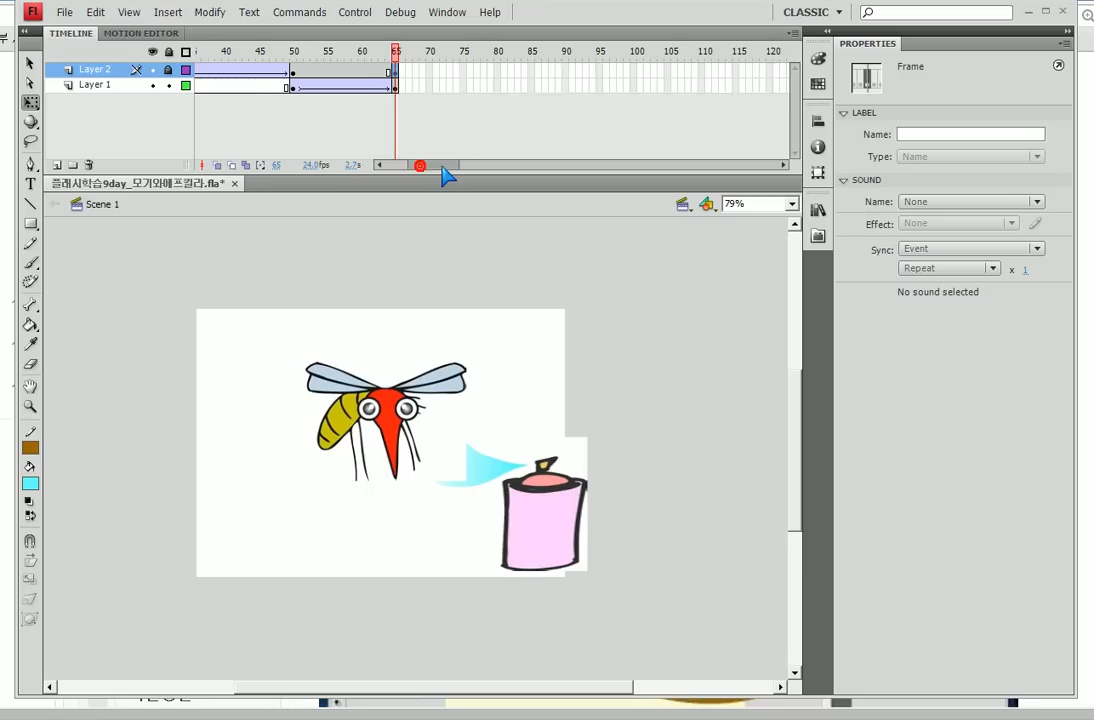 Fl File Edit View Insert Modify Text Commands Control Debug Window Help CLASSIC
TIMELINE MOTION EDITOR
PROPERTIES
40 45 50 55 60 65 70 75 80 85 90 95 100 105 110 115 120
Layer 2
Layer 1
Frame
LABEL
Name:
Type: Name
65 24.0fps 2.7s
SOUND
플래시학습9day_모기와에프킬라.fla*
Scene 1
79%
Name: None
Effect: None
Sync: Event
Repeat x 1
No sound selected